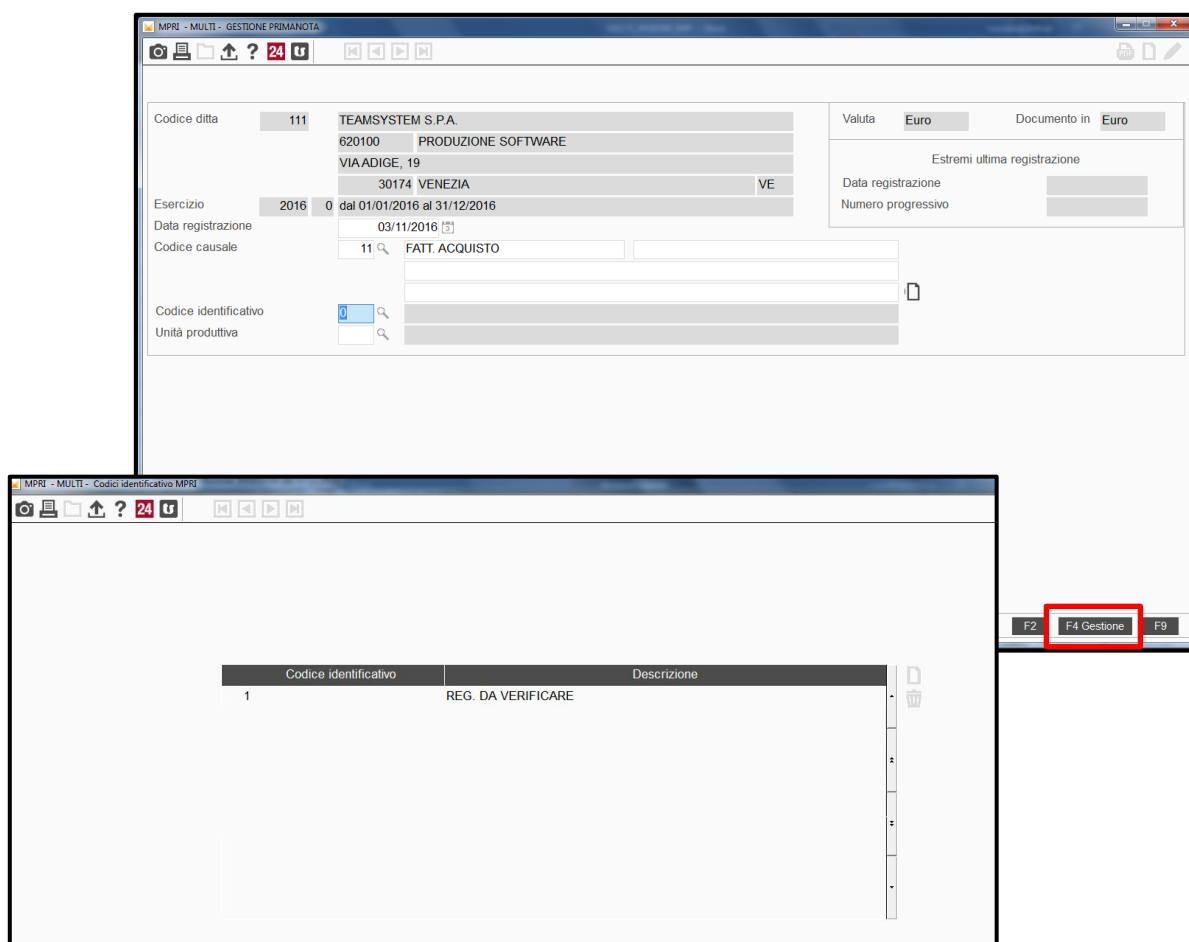 MPRI - MULTI - GESTIONE PRIMANOTA
? 24
Codice ditta 111 TEAMSYSTEM S.P.A. Valuta Euro Documento in Euro
620100 PRODUZIONE SOFTWARE
VIA ADIGE, 19 Estremi ultima registrazione
30174 VENEZIA VE Data registrazione
Esercizio 2016 0 dal 01/01/2016 al 31/12/2016 Numero progressivo
Data registrazione 03/11/2016
Codice causale 11 FATT. ACQUISTO
Codice identificativo 0
Unità produttiva
F2 F4 Gestione F9
MPRI - MULTI - Codici identificativo MPRI
? 24
Codice identificativo Descrizione
1 REG. DA VERIFICARE